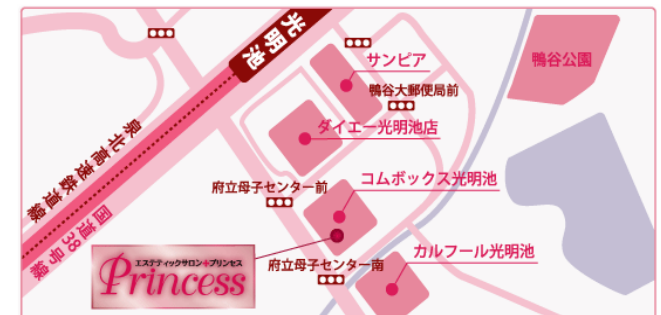 光明池
サンピア
鴨谷公園
鴨谷大郵便局前
ダイエー光明池店
泉北高速鉄道線
国道38号線
府立母子センター前
コムボックス光明池
エステティックサロン+プリンセス
Princess
府立母子センター南
カルフール光明池